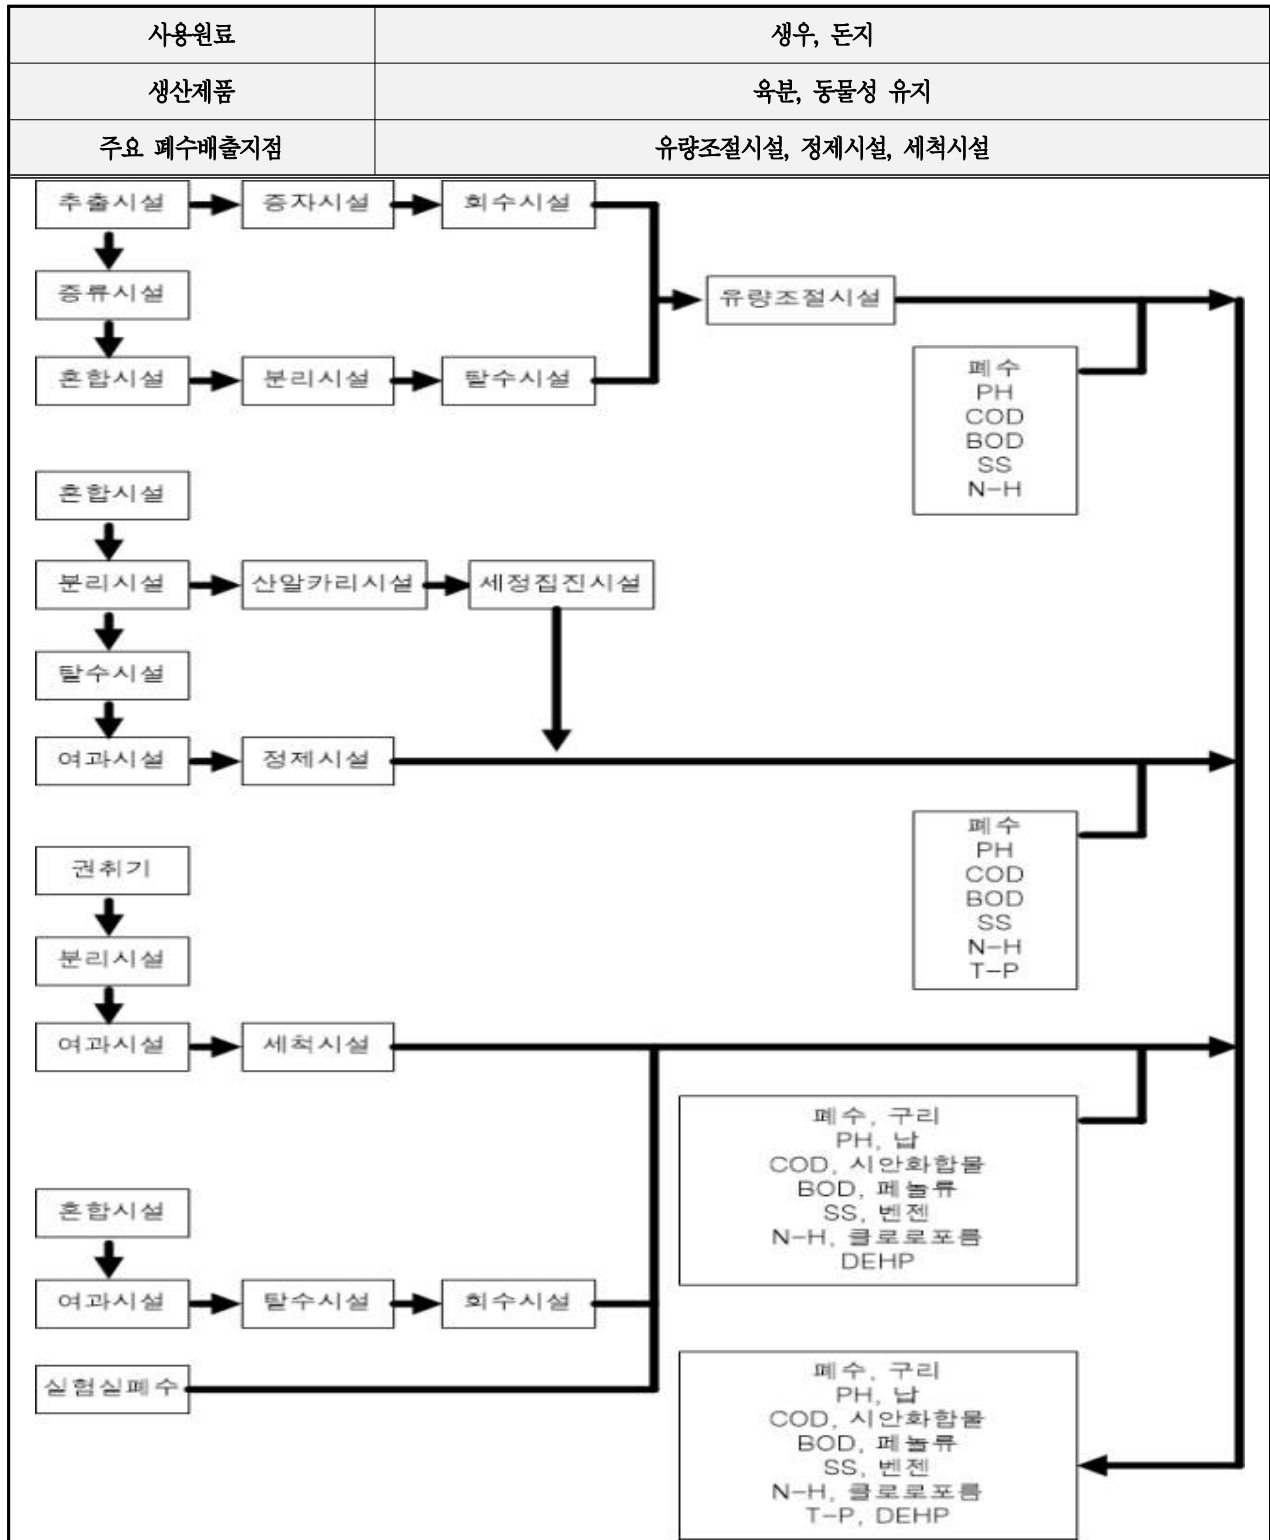 사용원료 생우, 돈지
생산제품 육분, 동물성 유지
주요 폐수배출지점 유량조절시설, 정제시설, 세척시설
추출시설 증자시설 회수시설
증류시설
유량조절시설
혼합시설 분리시설 탈수시설
폐수
PH
COD
BOD
SS
N-H
혼합시설
분리시설 산알카리시설 세정집진시설
탈수시설
여과시설 정제시설
폐수
PH
COD
BOD
SS
N-H
T-P
권취기
분리시설
여과시설 세척시설
폐수, 구리
PH, 납
COD, 시안화합물
BOD, 페놀류
SS, 벤젠
N-H, 클로로포름
DEHP
혼합시설
여과시설 탈수시설 회수시설
실험실폐수
폐수, 구리
PH, 납
COD, 시안화합물
BOD, 페놀류
SS, 벤젠
N-H, 클로로포름
T-P, DEHP